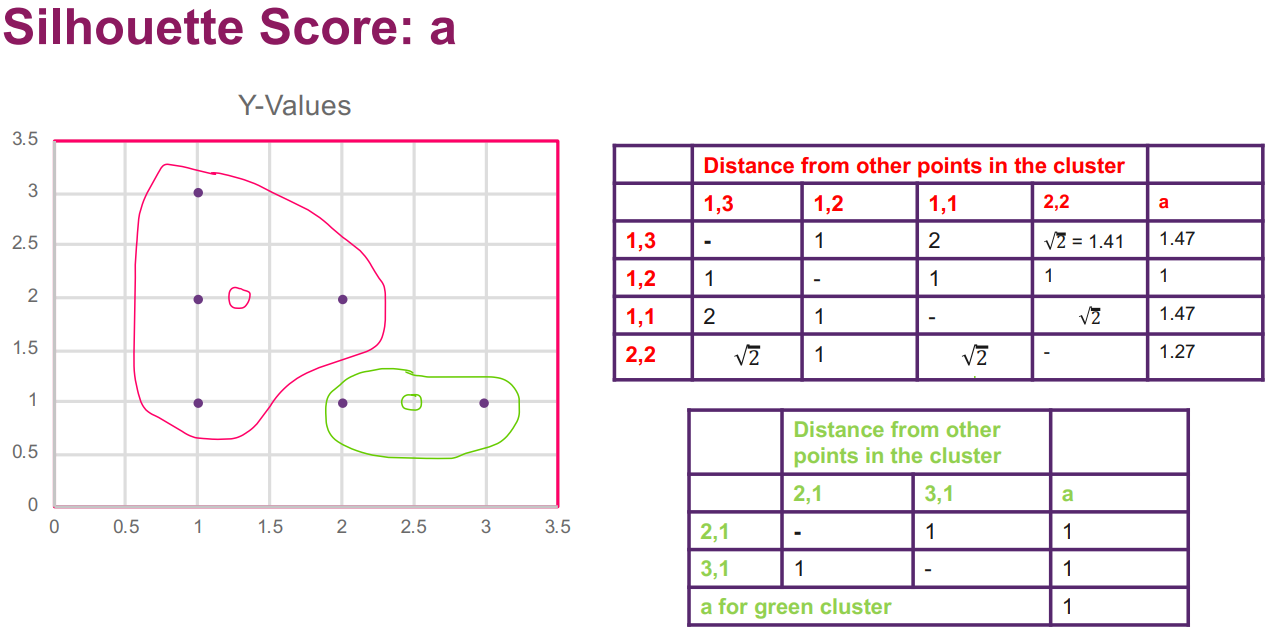 Silhouette Score: a
Y-Values
3.5
3
2.5
2
1.5
1
0.5
0
0 0.5 1 1.5 2 2.5 3 3.5
Distance from other points in the cluster
1,3 1,2 1,1 2,2 a
1,3 - 1 2 √2 = 1.41 1.47
1,2 1 - 1 1 1
1,1 2 1 - √2 1.47
2,2 √2 1 √2 - 1.27
Distance from other
points in the cluster
2,1 3,1 a
2,1 - 1 1
3,1 1 - 1
a for green cluster 1